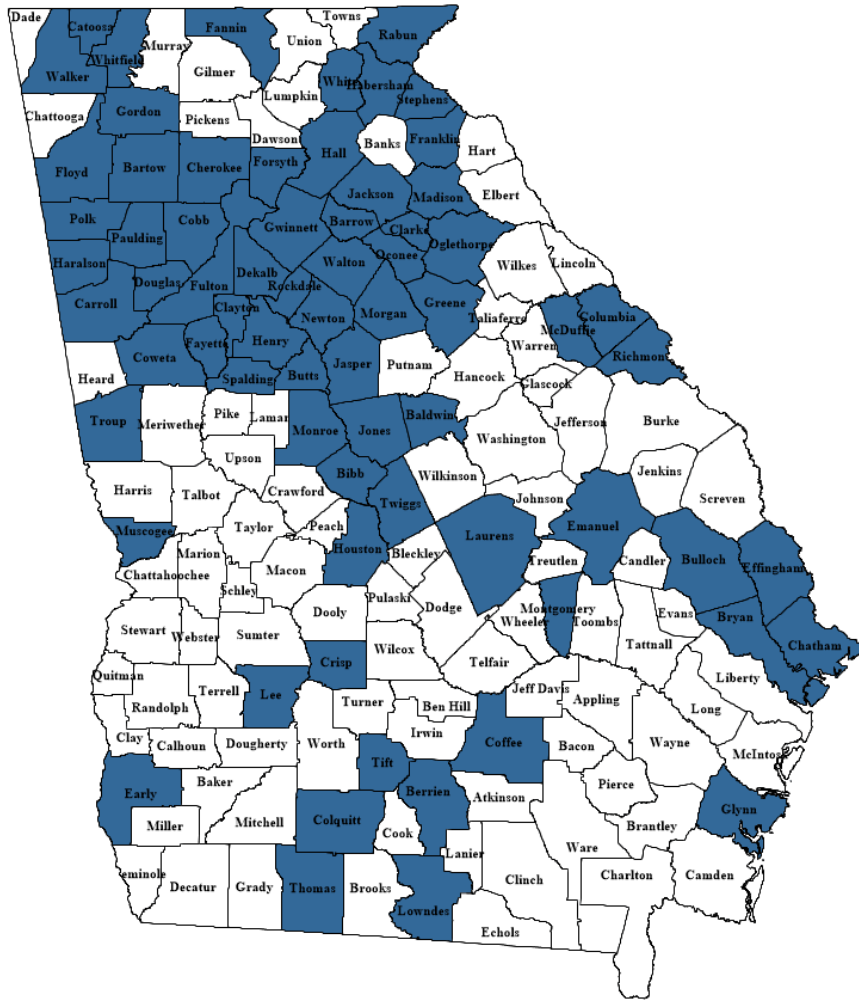 Dade
Catoosa
Fannin
Towns
Union
Rabun
Murray
Whitfield
Walker
Gilmer
White
Habersham
Stephens
Lumpkin
Chattooga
Gordon
Pickens
Dawson
Banks
Franklin
Hart
Hall
Floyd
Bartow
Cherokee
Forsyth
Jackson
Madison
Elbert
Polk
Cobb
Gwinnett
Barrow
Clarke
Paulding
Oglethorpe
Oconee
Haralson
Dekalb
Walton
Wilkes
Lincoln
Douglas
Fulton
Rockdale
Carroll
Clayton
Newton
Morgan
Greene
Taliaferro
Columbia
McDuffie
Fayette
Henry
Warren
Richmon
Coweta
Jasper
Putnam
Heard
Spalding
Butts
Hancock
Glascock
Troup
Meriwether
Pike
Lamar
Baldwin
Jefferson
Burke
Monroe
Jones
Washington
Upson
Bibb
Wilkinson
Jenkins
Harris
Talbot
Crawford
Twiggs
Johnson
Screven
Muscogee
Taylor
Peach
Emanuel
Houston
Laurens
Marion
Bleckley
Treutlen
Candler
Bulloch
Chattahoochee
Macon
Effingham
Schley
Pulaski
Dooly
Dodge
Montgomery
Evans
Bryan
Stewart
Webster
Sumter
Wheeler
Toombs
Tattnall
Chatham
Crisp
Wilcox
Telfair
Quitman
Liberty
Terrell
Lee
Jeff Davis
Appling
Randolph
Turner
Ben Hill
Long
Clay
Calhoun
Dougherty
Worth
Irwin
Coffee
Bacon
Wayne
McIntos
Tift
Baker
Early
Berrien
Atkinson
Pierce
Glynn
Miller
Mitchell
Colquitt
Cook
Brantley
Lanier
Ware
eminole
Decatur
Grady
Thomas
Brooks
Clinch
Charlton
Camden
Lowndes
Echols